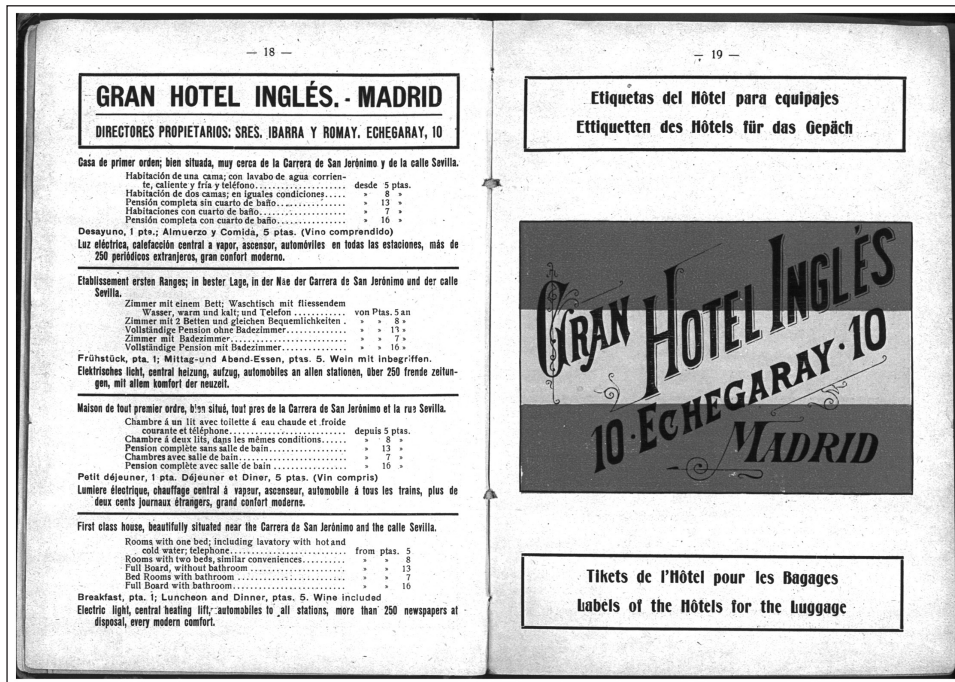 — 18 —
GRAN HOTEL INGLÉS. - MADRID
DIRECTORES PROPIETARIOS: SRES. IBARRA Y ROMAY. ECHEGARAY, 10
Casa de primer orden; bien situada, muy cerca de la Carrera de San Jerónimo y de la calle Sevilla.
Habitación de una cama; con lavabo de agua corrien-
te, caliente y fría y teléfono..................... desde 5 ptas.
Habitación de dos camas; en iguales condiciones..... » 8 »
Pensión completa sin cuarto de baño................ » 13 »
Habitaciones con cuarto de baño.................... » 7 »
Pensión completa con cuarto de baño................ » 16 »
Desayuno, 1 pta.; Almuerzo y Comida, 5 ptas. (Vino comprendido)
Luz eléctrica, calefacción central a vapor, ascensor, automóviles en todas las estaciones, más de
250 periódicos extranjeros, gran confort moderno.
Etablissement ersten Ranges; in bester Lage, in der Näe der Carrera de San Jerónimo und der calle
Sevilla.
Zimmer mit einem Bett; Waschtisch mit fliessendem
Wasser, warm und kalt; und Telefon ............ von Ptas. 5 an
Zimmer mit 2 Betten und gleichen Bequemlichkeiten . » » 8 »
Vollständige Pension ohne Badezimmer.............. » » 13 »
Zimmer mit Badezimmer............................. » » 7 »
Vollständige Pension mit Badezimmer............... » » 16 »
Frühstück, pta. 1; Mittag-und Abend-Essen, ptss. 5. Wein mit inbegriffen.
Elektrisches licht, central heizung, aufzug, automobiles an allen stationen, über 250 frende zeitun-
gen, mit allem komfort der neuzeit.
Maison de tout premier ordre, bien situé, tout pres de la Carrera de San Jerónimo et la rue Sevilla.
Chambre á un lit avec toilette á eau chaude et froide
courante et téléphone........................... depuis 5 ptas.
Chambre á deux lits, dans les mêmes conditions...... » 8 »
Pension complète sans salle de bain ................ » 13 »
Chambres avec salle de bain ........................ » 7 »
Pension complète avec salle de bain ................ » 16 »
Petit déjeuner, 1 pta. Déjeuner et Diner, 5 ptas. (Vin compris)
Lumiere électrique, chauffage central á vapeur, ascenseur, automobile á tous les trains, plus de
deux cents journaux étrangers, grand confort moderne.
First class house, beautifully situated near the Carrera de San Jerónimo and the calle Sevilla.
Rooms with one bed; including lavatory with hot and
cold water; telephone........................... from ptas. 5
Rooms with two beds, similar conveniences.......... » » 8
Full Board, without bathroom ...................... » » 13
Bed Rooms with bathroom ........................... » » 7
Full Board with bathroom .......................... » » 16
Breakfast, pta. 1; Luncheon and Dinner, ptas. 5. Wine included
Electric light, central heating lift, automobiles to all stations, more than 250 newspapers at
disposal, every modern comfort.
— 19 —
Etiquetas del Hôtel para equipajes
Ettiquetten des Hôtels für das Gepäch
GRAN HOTEL INGLÉS
10·ECHEGARAY·10
MADRID
Tikets de l'Hôtel pour les Bagages
Labels of the Hôtels for the Luggage